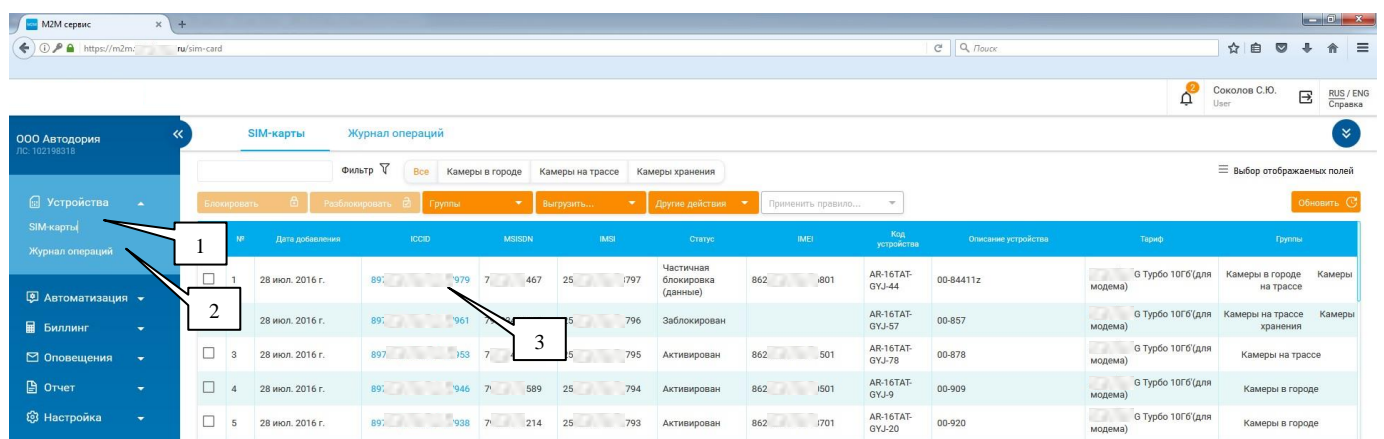 М2М сервис
https://m2m. ru/sim-card
Поиск
2
Соколов С.Ю.
User
RUS / ENG
Справка
ООО Автодория
ЛС: 102198318
SIM-карты Журнал операций
Фильтр Все Камеры в городе Камеры на трассе Камеры хранения
Выбор отображаемых полей
Устройства
SIM-карты
Журнал операций
Автоматизация
Биллинг
Оповещения
Отчет
Настройка
Блокировать Разблокировать Группы Выгрузить... Другие действия Применить правило... Обновить
№ Дата добавления ICCID MSISDN IMSI Статус IMEI Код устройства Описание устройства Тариф Группы
1 28 июл. 2016 г. 897 979 7 467 25 797 Частичная блокировка (данные) 862 801 AR-16TAT-GYJ-44 00-84411z G Турбо 10Гб'(для модема) Камеры в городе Камеры на трассе
28 июл. 2016 г. 897 961 25 796 Заблокирован AR-16TAT-GYJ-57 00-857 G Турбо 10Гб'(для модема) Камеры на трассе Камеры хранения
3 28 июл. 2016 г. 897 953 7 25 795 Активирован 862 501 AR-16TAT-GYJ-78 00-878 G Турбо 10Гб'(для модема) Камеры на трассе
4 28 июл. 2016 г. 897 946 7 589 25 794 Активирован 862 501 AR-16TAT-GYJ-9 00-909 G Турбо 10Гб'(для модема) Камеры в городе
5 28 июл. 2016 г. 897 938 7 214 25 793 Активирован 862 701 AR-16TAT-GYJ-20 00-920 G Турбо 10Гб'(для модема) Камеры в городе
1
2
3